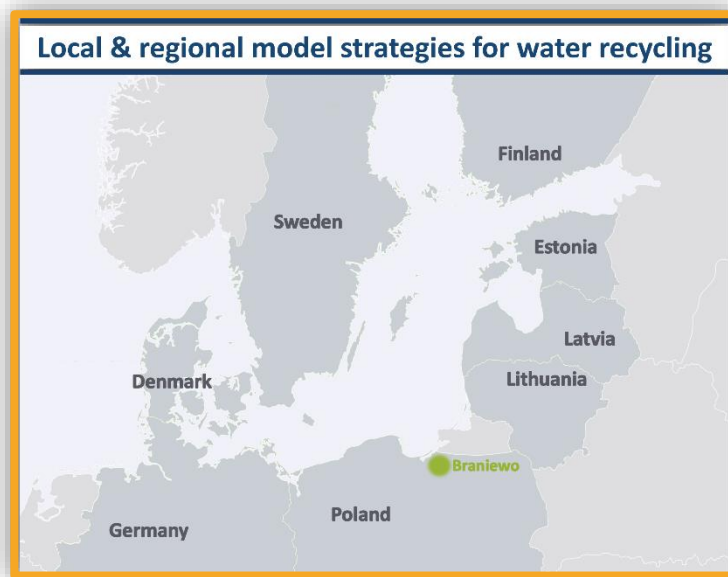 Local & regional model strategies for water recycling
Finland
Sweden
Estonia
Latvia
Denmark
Lithuania
Braniewo
Poland
Germany